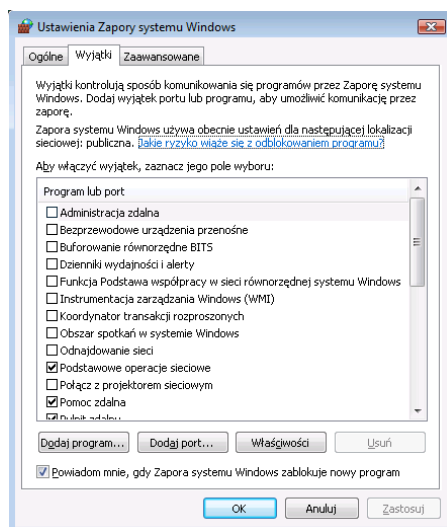 Ustawienia Zapory systemu Windows
Ogólne Wyjątki Zaawansowane
Wyjątki kontrolują sposób komunikowania się programów przez Zaporę systemu
Windows. Dodaj wyjątek portu lub programu, aby umożliwić komunikację przez
zaporę.
Zapora systemu Windows używa obecnie ustawień dla następującej lokalizacji
sieciowej: publiczna. Jakie ryzyko wiąże się z odblokowaniem programu?
Aby włączyć wyjątek, zaznacz jego pole wyboru:
Program lub port
Administracja zdalna
Bezprzewodowe urządzenia przenośne
Buforowanie równorzędne BITS
Dzienniki wydajności i alerty
Funkcja Podstawa współpracy w sieci równorzędnej systemu Windows
Instrumentacja zarządzania Windows (WMI)
Koordynator transakcji rozproszonych
Obszar spotkań w systemie Windows
Odnajdowanie sieci
Podstawowe operacje sieciowe
Połącz z projektorem sieciowym
Pomoc zdalna
Pulpit zdalny
Dodaj program... Dodaj port... Właściwości Usuń
Powiadom mnie, gdy Zapora systemu Windows zablokuje nowy program
OK Anuluj Zastosuj